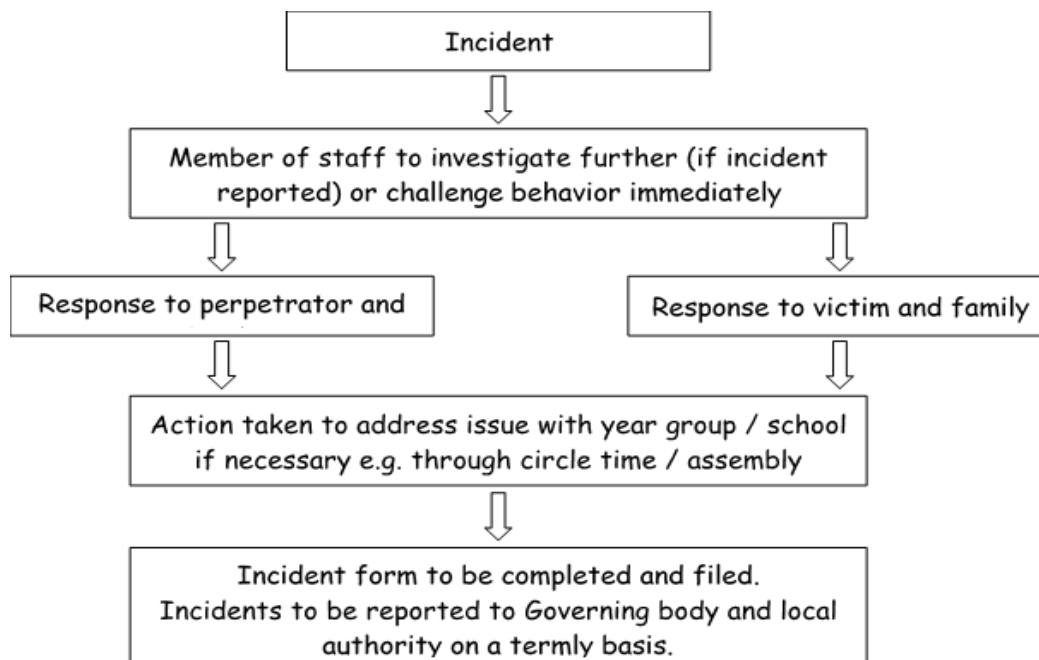 Incident
Member of staff to investigate further (if incident
reported) or challenge behavior immediately
Response to perpetrator and
Response to victim and family
Action taken to address issue with year group / school
if necessary e.g. through circle time / assembly
Incident form to be completed and filed.
Incidents to be reported to Governing body and local
authority on a termly basis.